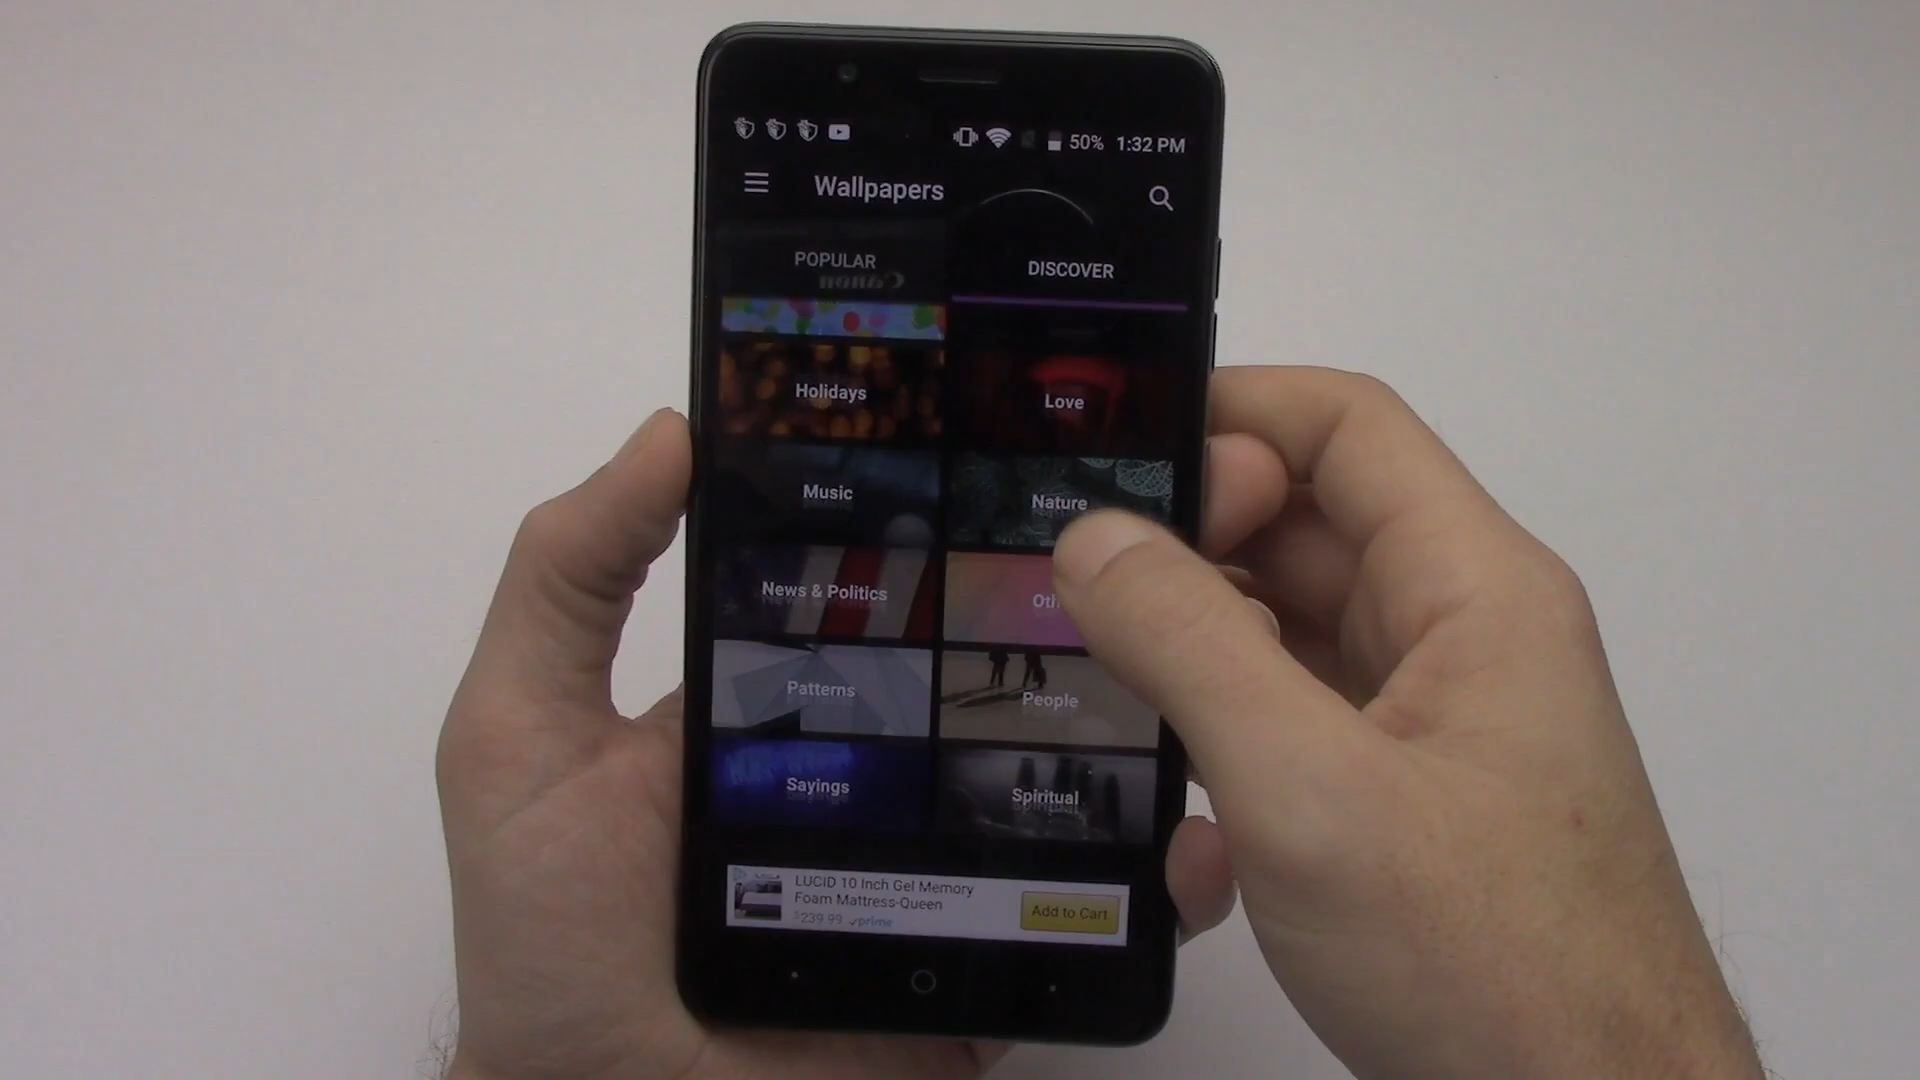 50% 1:32 PM
Wallpapers
POPULAR
DISCOVER
Canon
Holidays
Love
Music
Nature
News & Politics
Oth
Patterns
People
Sayings
Spiritual
LUCID 10 Inch Gel Memory
Foam Mattress-Queen
$239.99 prime
Add to Cart